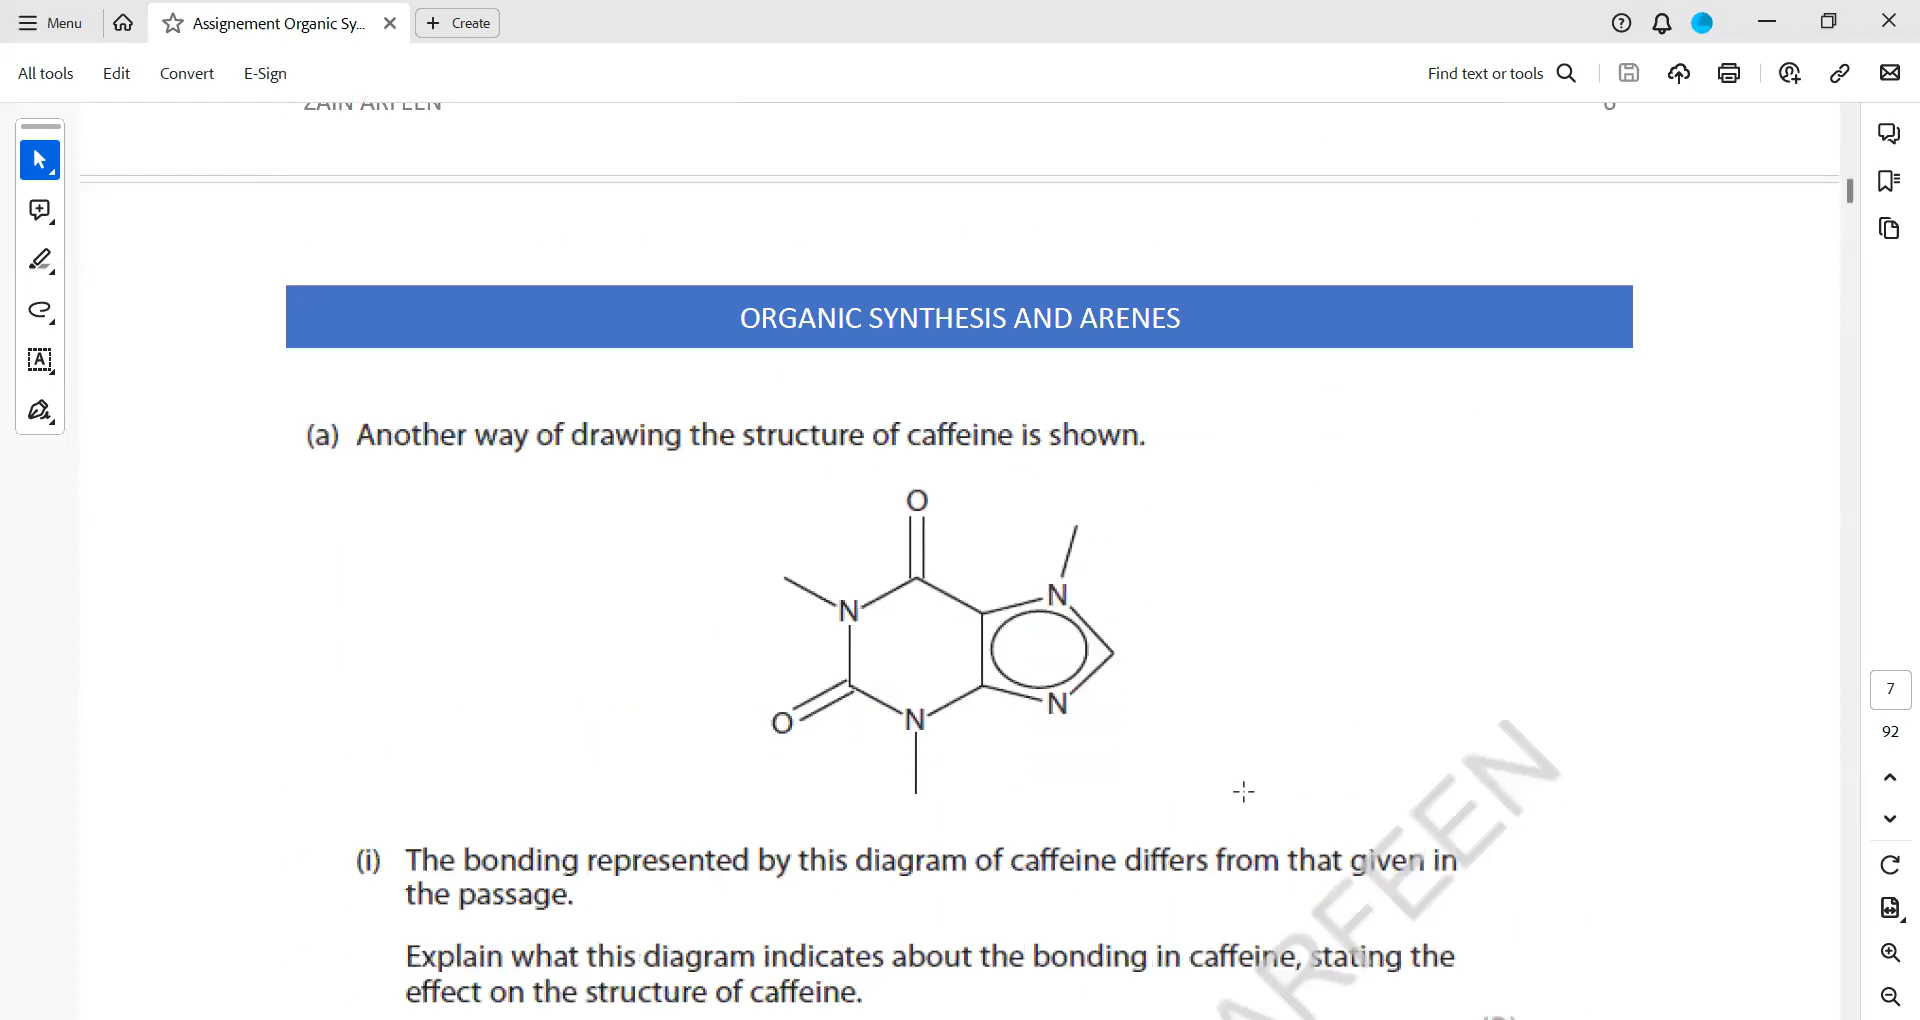 Menu
Assignement Organic Sy...
Create
All tools
Edit
Convert
E-Sign
Find text or tools
ZAIN ARFEEN
ORGANIC SYNTHESIS AND ARENES
(a) Another way of drawing the structure of caffeine is shown.
O
N
N
O
N
N
(i) The bonding represented by this diagram of caffeine differs from that given in
the passage.
Explain what this diagram indicates about the bonding in caffeine, stating the
effect on the structure of caffeine.
ARFEEN
7
92